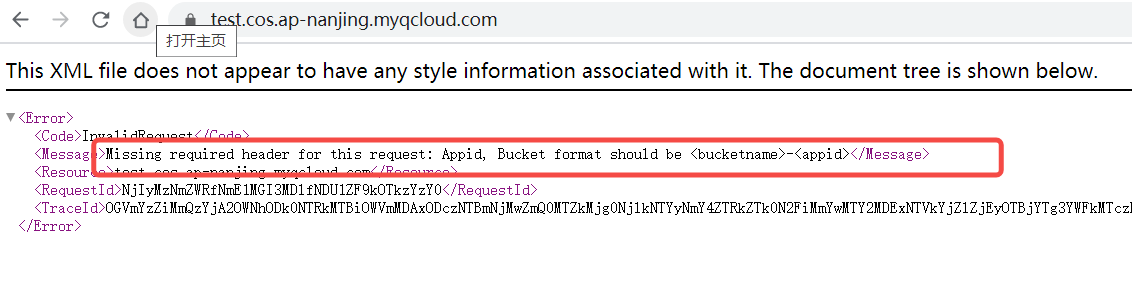 test.cos.ap-nanjing.myqcloud.com
打开主页
This XML file does not appear to have any style information associated with it. The document tree is shown below.
<Error>
<Code>InvalidRequest</Code>
<Message>Missing required header for this request: Appid, Bucket format should be <bucketname>-<appid></Message>
<Resource>test.cos.ap-nanjing.myqcloud.com</Resource>
<RequestId>NjIyMzNmZWRfNmE1MGI3MD1fNDU1ZF9kOTkzYzY0</RequestId>
<TraceId>
</Error>